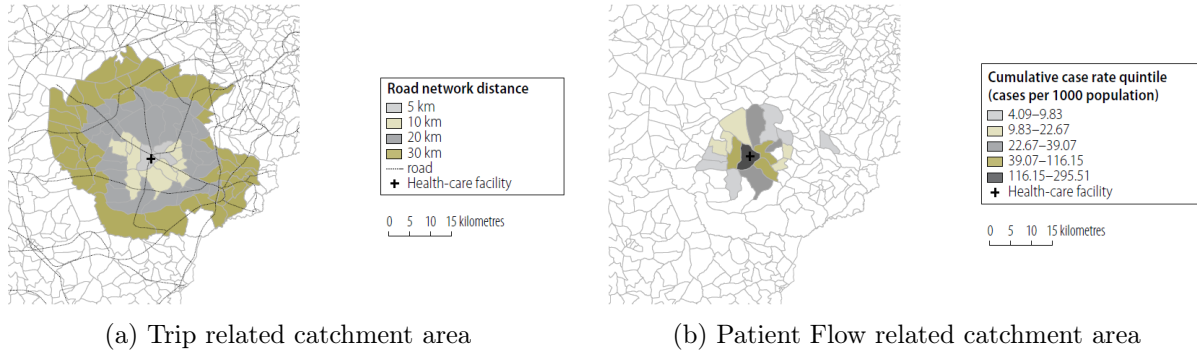 Road network distance
5 km
10 km
20 km
30 km
road
Health-care facility
0 5 10 15 kilometres
(a) Trip related catchment area
Cumulative case rate quintile
(cases per 1000 population)
4.09–9.83
9.83–22.67
22.67–39.07
39.07–116.15
116.15–295.51
Health-care facility
0 5 10 15 kilometres
(b) Patient Flow related catchment area